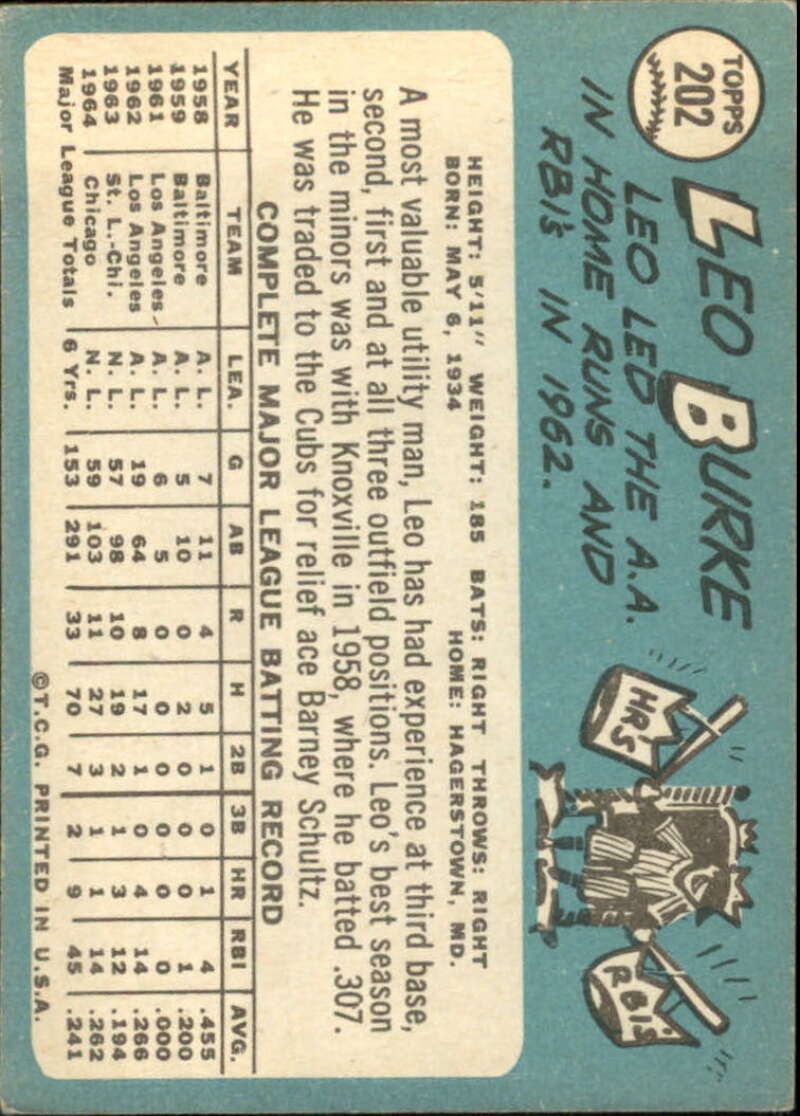 TOPPS
202
LEO BURKE
LEO LED THE A.A.
IN HOME RUNS AND
RBI's IN 1962.
HRS
RBI's
HEIGHT: 5'11" WEIGHT: 185 BATS: RIGHT THROWS: RIGHT
BORN: MAY 6, 1934 HOME: HAGERSTOWN, MD.
A most valuable utility man, Leo has had experience at third base,
second, first and at all three outfield positions. Leo's best season
in the minors was with Knoxville in 1958, where he batted .307.
He was traded to the Cubs for relief ace Barney Schultz.
COMPLETE MAJOR LEAGUE BATTING RECORD
YEAR TEAM LEA. G AB R H 2B 3B HR RBI AVG.
1958 Baltimore A. L. 7 11 4 5 1 0 1 4 .455
1959 Baltimore A. L. 5 10 0 2 0 0 0 1 .200
1961 Los Angeles A. L. 6 5 0 0 0 0 0 0 .000
1962 Los Angeles A. L. 19 64 8 17 1 0 4 14 .266
1963 St. L.-Chi. N. L. 57 98 10 19 2 1 3 12 .194
1964 Chicago N. L. 59 103 11 27 3 1 1 14 .262
Major League Totals 6 Yrs. 153 291 33 70 7 2 9 45 .241
©T.C.G. PRINTED IN U.S.A.